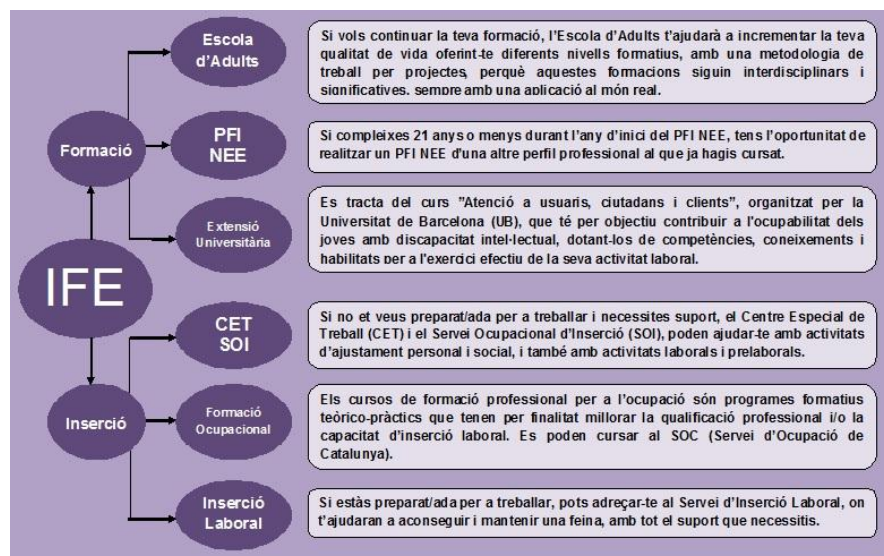 Escola
d'Adults
Si vols continuar la teva formació, l'Escola d'Adults t'ajudarà a incrementar la teva
qualitat de vida oferint-te diferents nivells formatius, amb una metodologia de
treball per projectes, perquè aquestes formacions siguin interdisciplinars i
significatives, sempre amb una aplicació al món real.
Formació
PFI
NEE
Si compleixes 21 anys o menys durant l'any d'inici del PFI NEE, tens l'oportunitat de
realitzar un PFI NEE d'una altre perfil professional al que ja hagis cursat.
Extensió
Universitària
Es tracta del curs "Atenció a usuaris, ciutadans i clients", organitzat per la
Universitat de Barcelona (UB), que té per objectiu contribuir a l'ocupabilitat dels
joves amb discapacitat intel·lectual, dotant-los de competències, coneixements i
habilitats per a l'exercici efectiu de la seva activitat laboral.
IFE
CET
SOI
Si no et veus preparat/ada per a treballar i necessites suport, el Centre Especial de
Treball (CET) i el Servei Ocupacional d'Inserció (SOI), poden ajudar-te amb activitats
d'ajustament personal i social, i també amb activitats laborals i prelaborals.
Inserció
Formació
Ocupacional
Els cursos de formació professional per a l'ocupació són programes formatius
teòrico-pràctics que tenen per finalitat millorar la qualificació professional i/o la
capacitat d'inserció laboral. Es poden cursar al SOC (Servei d'Ocupació de
Catalunya).
Inserció
Laboral
Si estàs preparat/ada per a treballar, pots adreçar-te al Servei d'Inserció Laboral, on
t'ajudaran a aconseguir i mantenir una feina, amb tot el suport que necessitis.